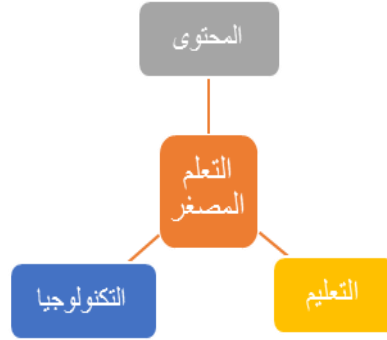 المحتوى
التعلم
المصغر
التعليم
التكنولوجيا